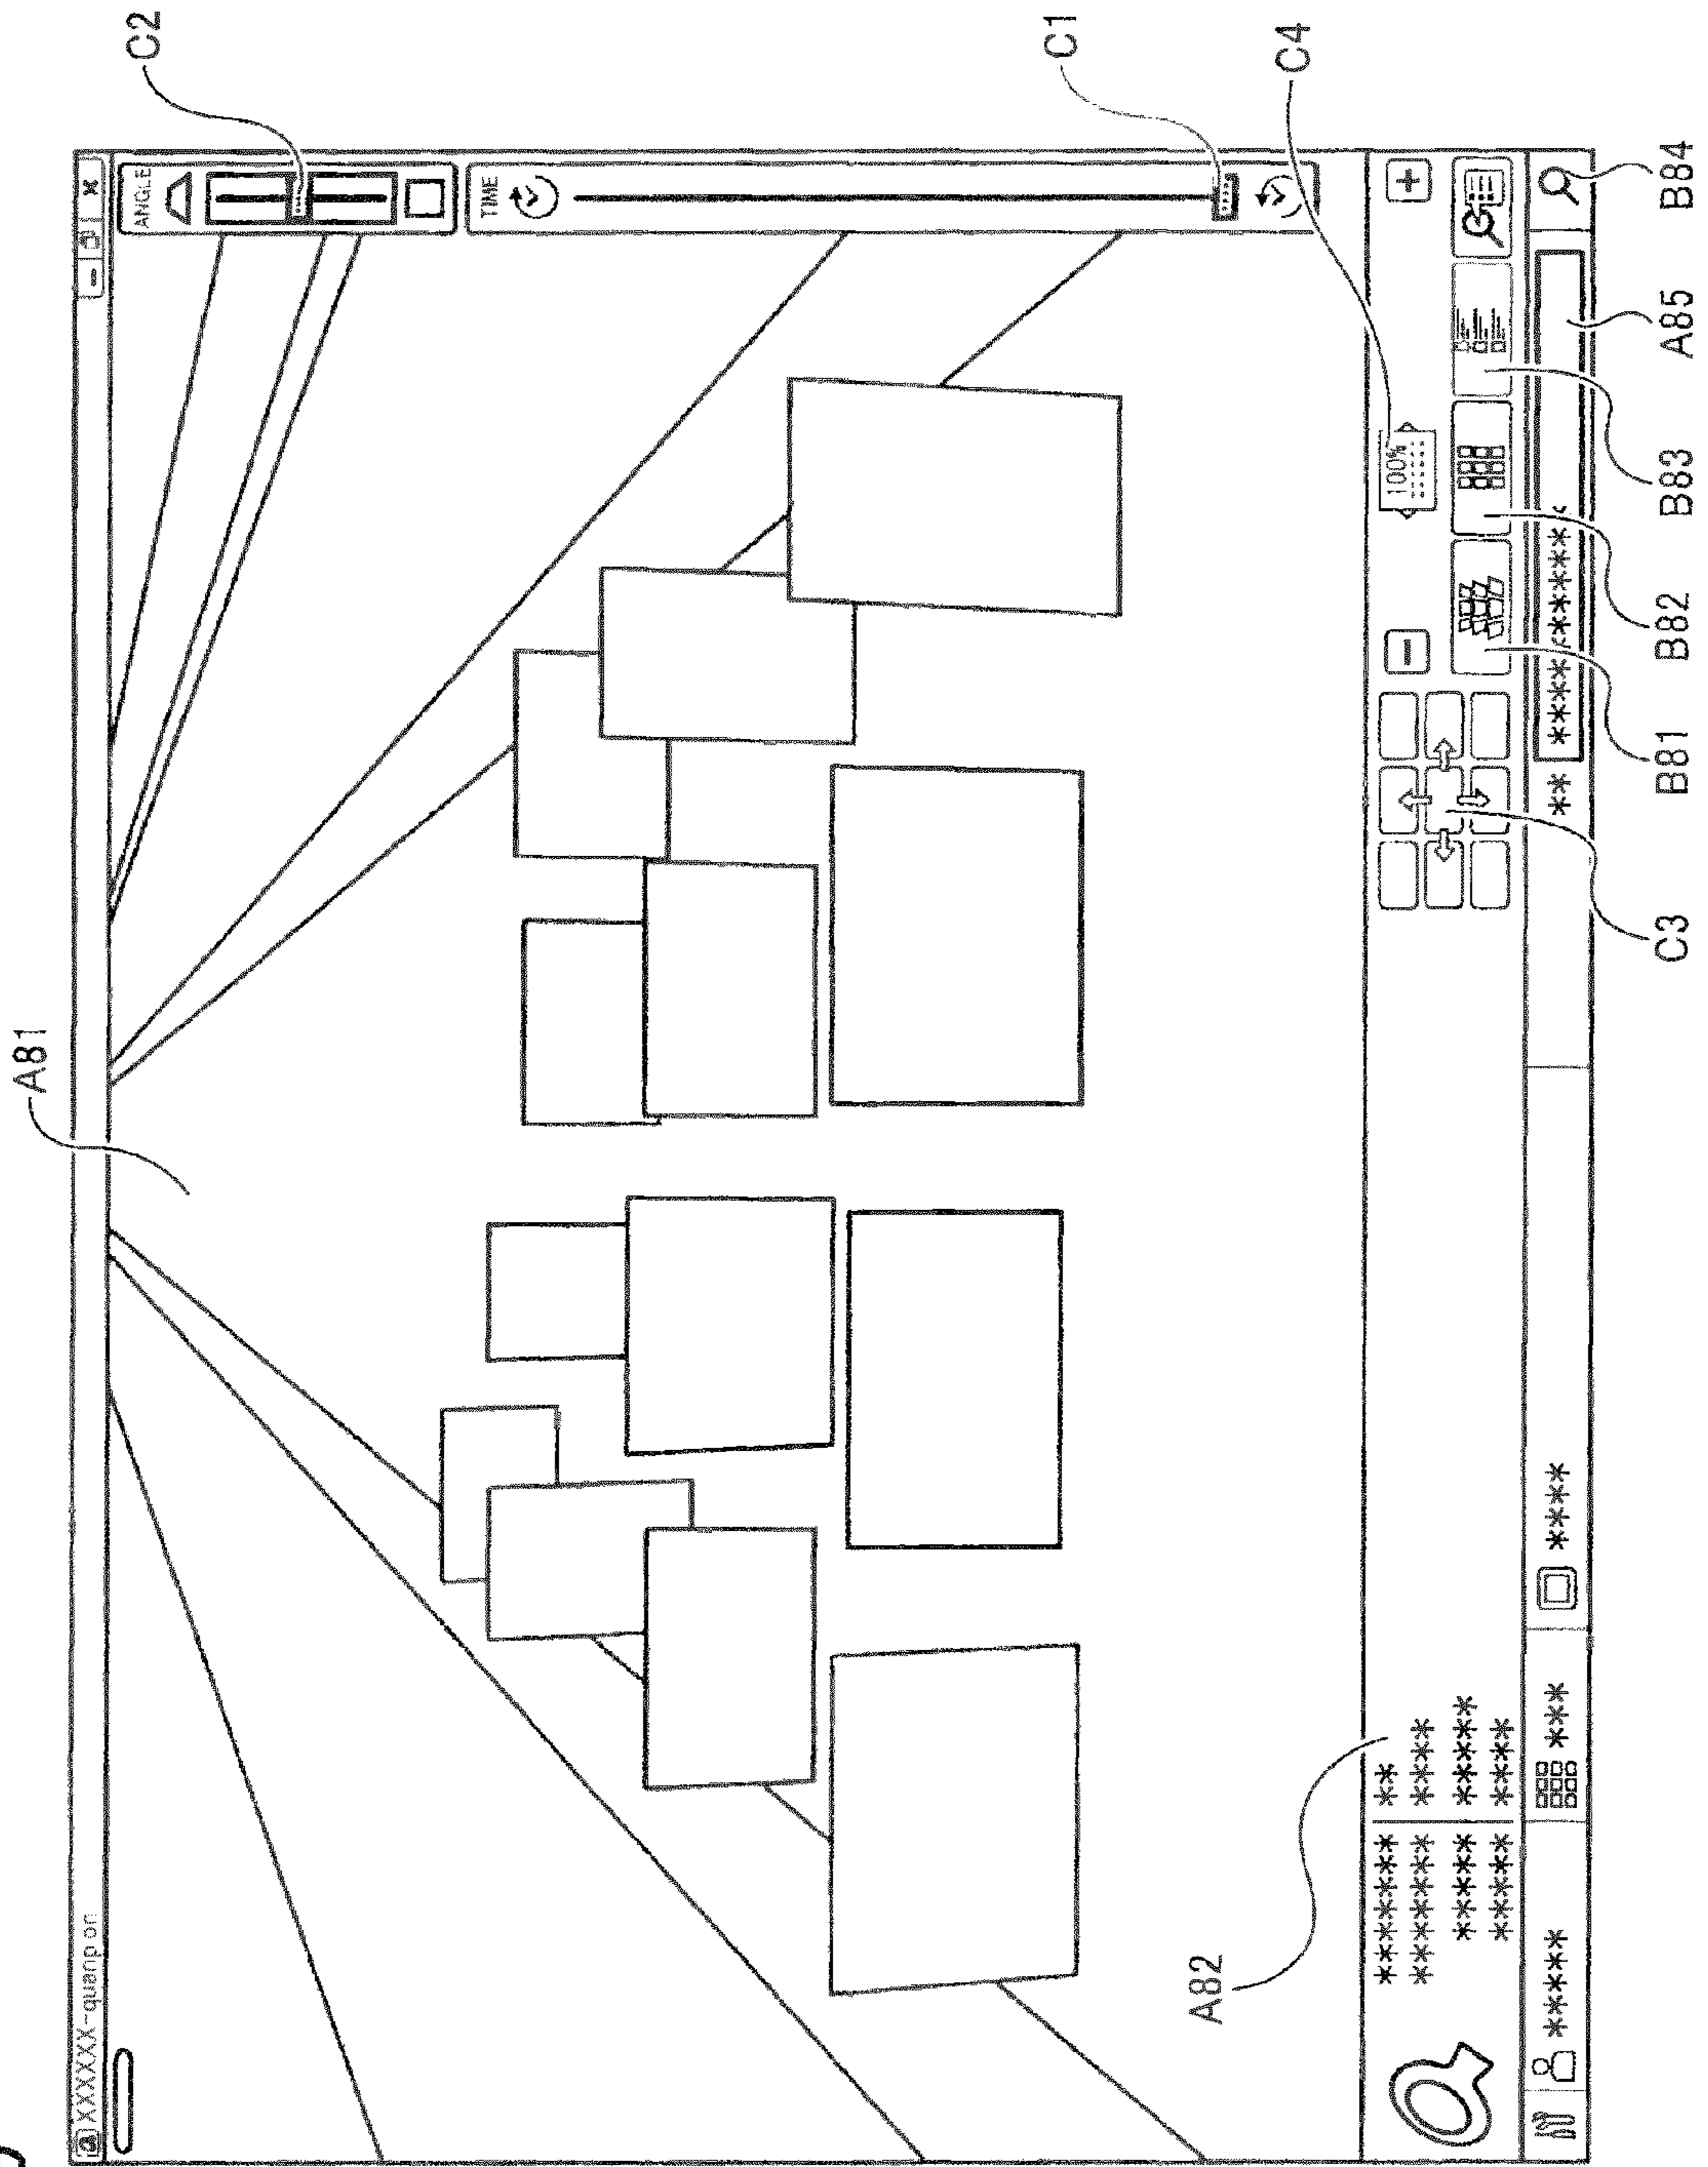 A81
XXXXXX-quanp on
ANGLE
C2
TIME
C1
C4
A82
******* **
******* ****
***** *****
***** ****
100%
***** *** **** ** ***********
C3 B81 B82 B83 A85 B84